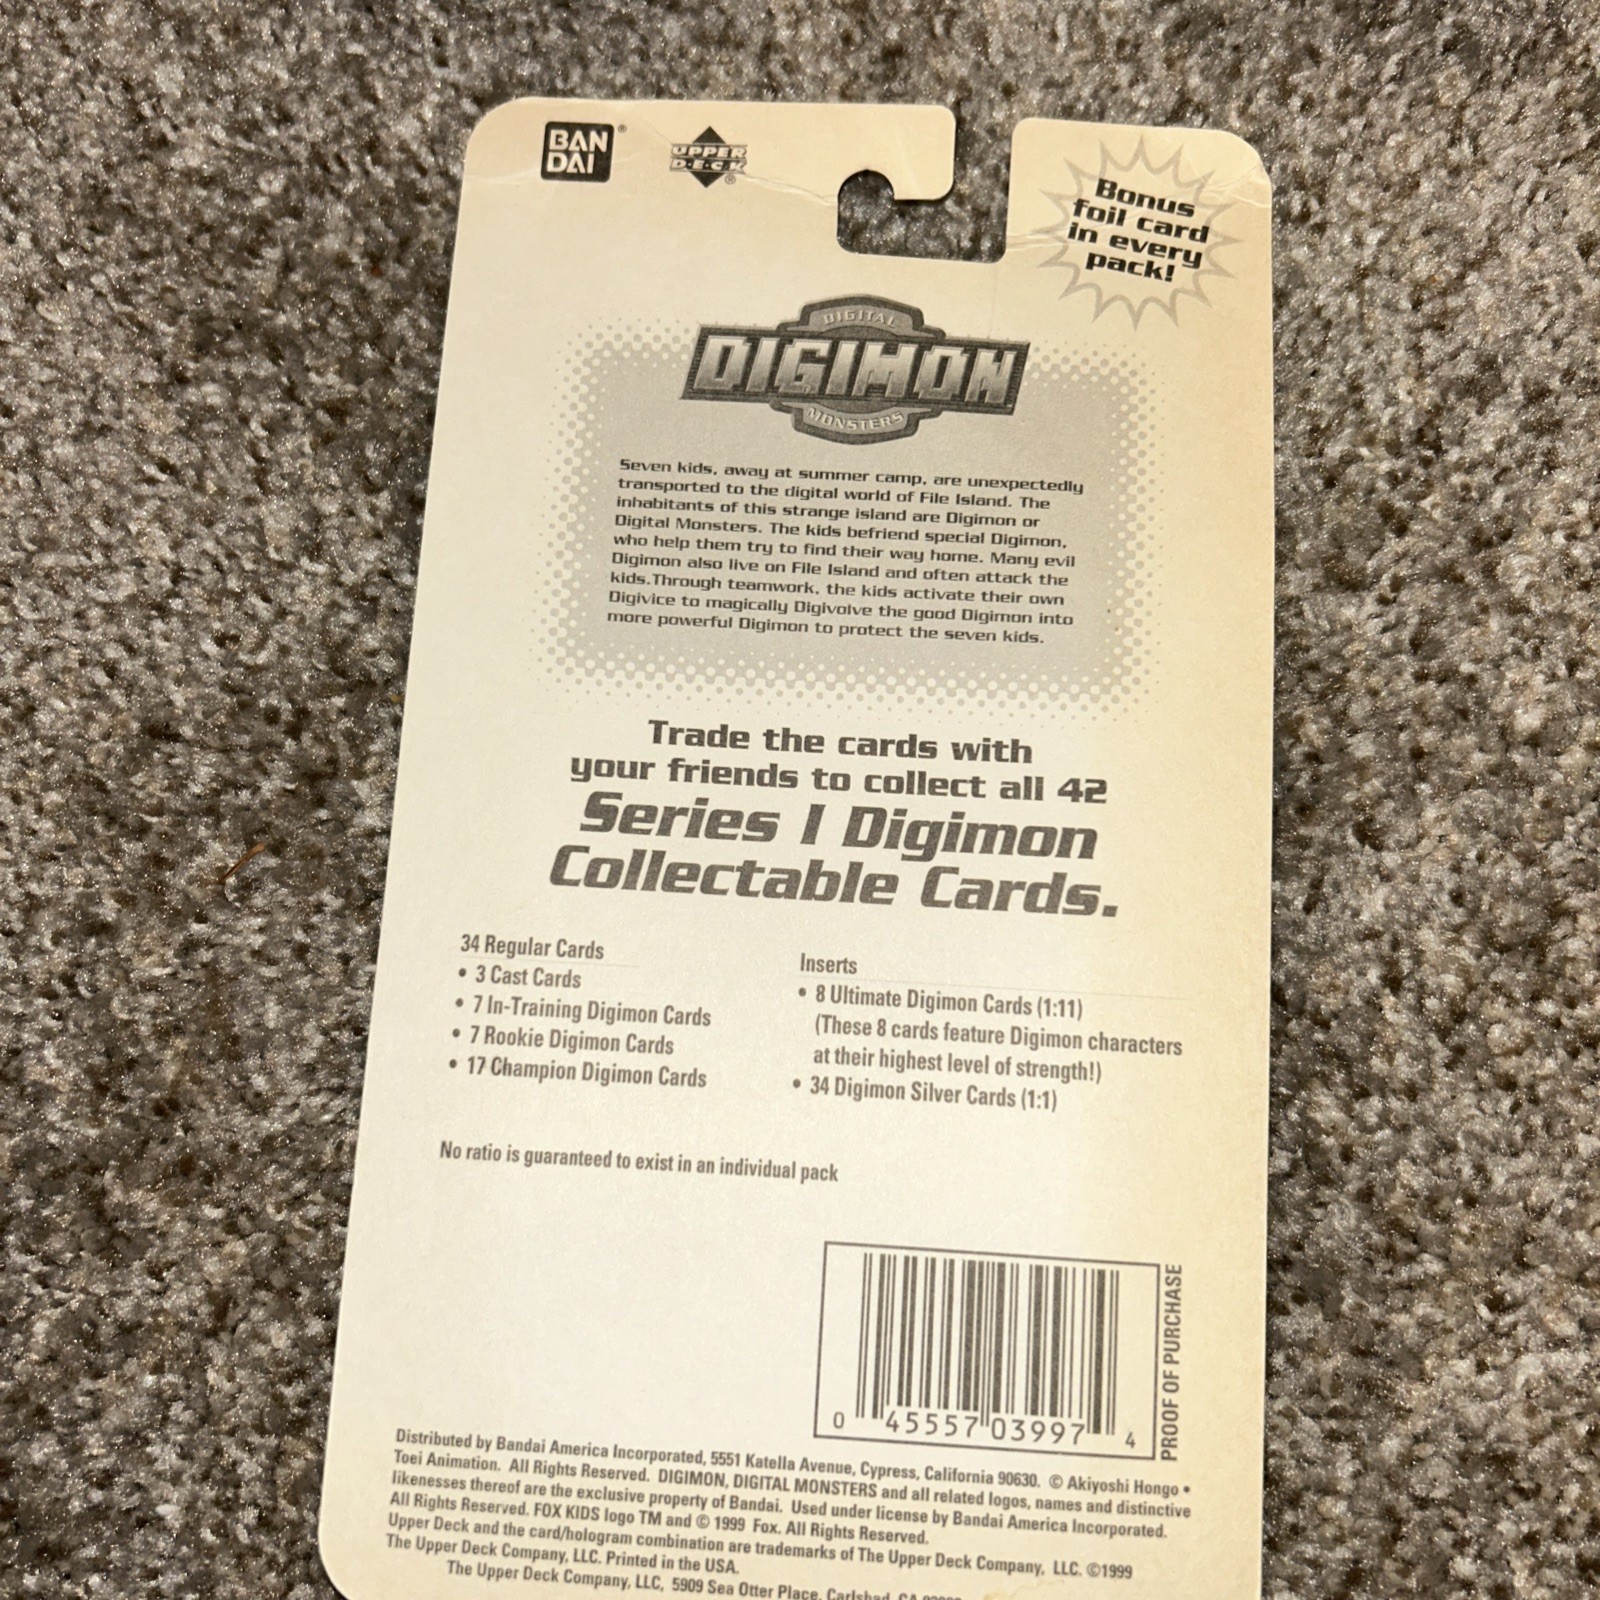 BAN
DAI
®
UPPER
D·E·C·K
®
Bonus
foil card
in every
pack!
DIGITAL
DIGIMON
MONSTERS
Seven kids, away at summer camp, are unexpectedly
transported to the digital world of File Island. The
inhabitants of this strange island are Digimon or
Digital Monsters. The kids befriend special Digimon,
who help them try to find their way home. Many evil
Digimon also live on File Island and often attack the
kids.Through teamwork, the kids activate their own
Digivice to magically Digivolve the good Digimon into
more powerful Digimon to protect the seven kids.
Trade the cards with
your friends to collect all 42
Series 1 Digimon
Collectable Cards.
34 Regular Cards
• 3 Cast Cards
• 7 In-Training Digimon Cards
• 7 Rookie Digimon Cards
• 17 Champion Digimon Cards
Inserts
• 8 Ultimate Digimon Cards (1:11)
(These 8 cards feature Digimon characters
at their highest level of strength!)
• 34 Digimon Silver Cards (1:1)
No ratio is guaranteed to exist in an individual pack
0 45557 03997 4
PROOF OF PURCHASE
Distributed by Bandai America Incorporated, 5551 Katella Avenue, Cypress, California 90630. © Akiyoshi Hongo •
Toei Animation. All Rights Reserved. DIGIMON, DIGITAL MONSTERS and all related logos, names and distinctive
likenesses thereof are the exclusive property of Bandai. Used under license by Bandai America Incorporated.
All Rights Reserved. FOX KIDS logo TM and © 1999 Fox. All Rights Reserved.
Upper Deck and the card/hologram combination are trademarks of The Upper Deck Company, LLC. ©1999
The Upper Deck Company, LLC. Printed in the USA.
The Upper Deck Company, LLC, 5909 Sea Otter Place, Carlsbad, CA